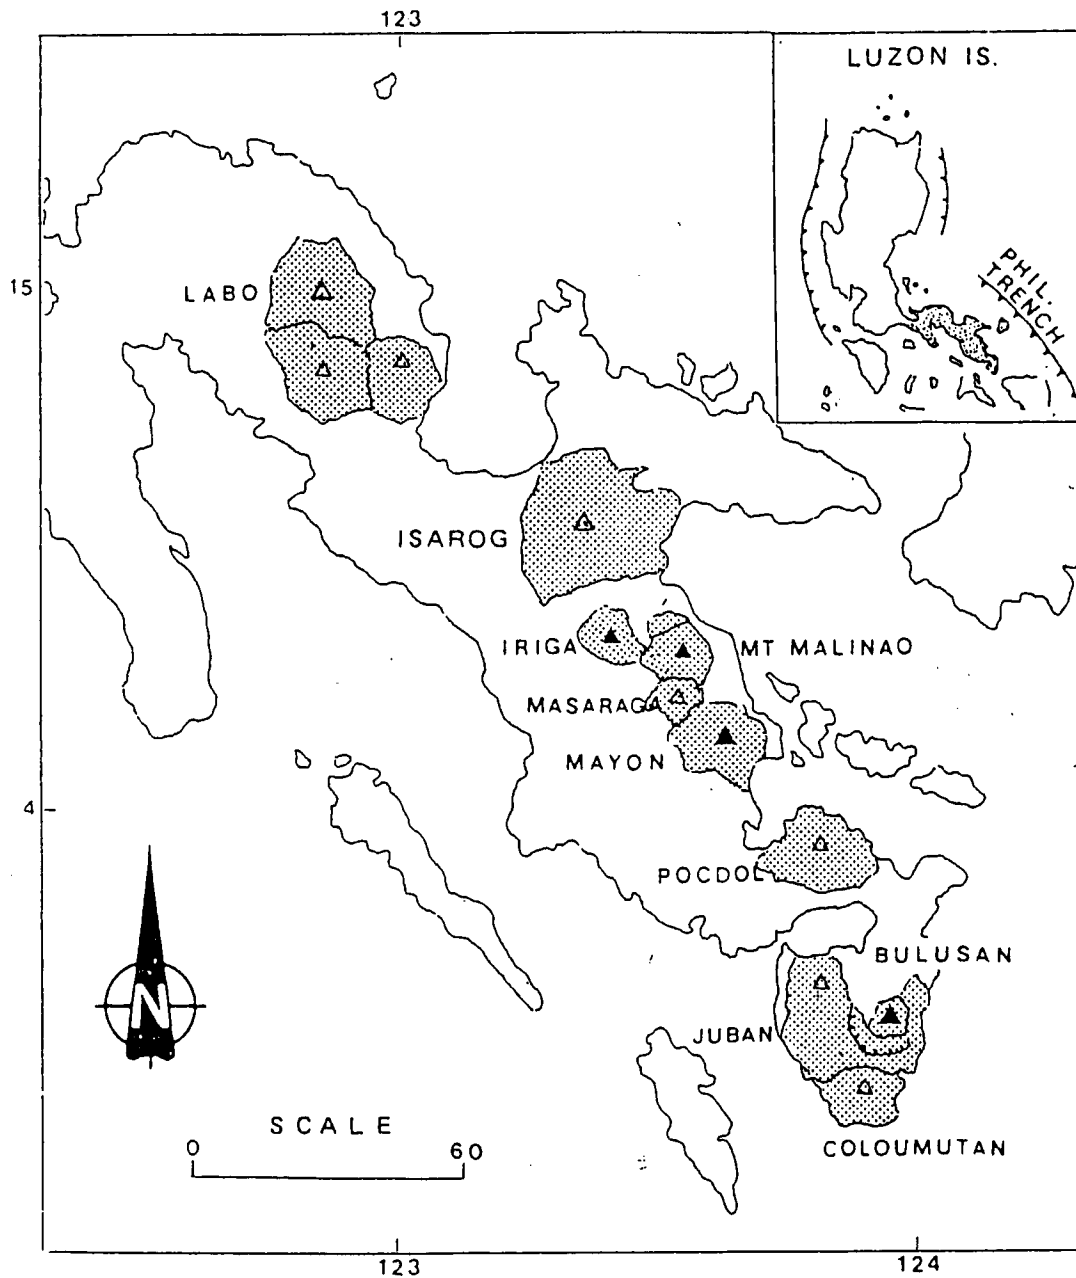 123
LUZON IS.
PHIL.
TRENCH
15
LABO
ISAROG
IRIGA
MT MALINAO
MASARAGA
MAYON
4
POCDOL
BULUSAN
N
JUBAN
SCALE
0 60
COLOUMUTAN
123 124